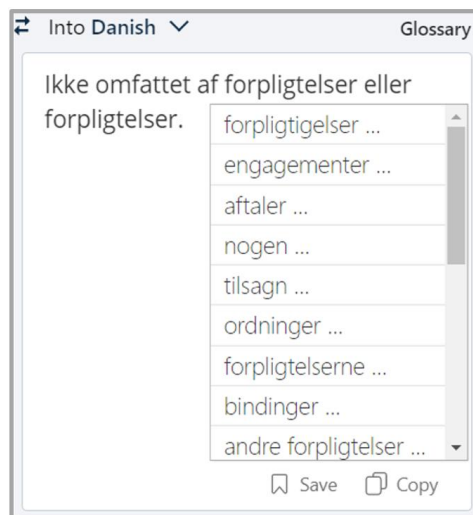 Into Danish Glossary
Ikke omfattet af forpligtelser eller
forpligtelser.
forpligtigelser ...
engagementer ...
aftaler ...
nogen ...
tilsagn ...
ordninger ...
forpligtelserne ...
bindinger ...
andre forpligtelser ...
Save Copy